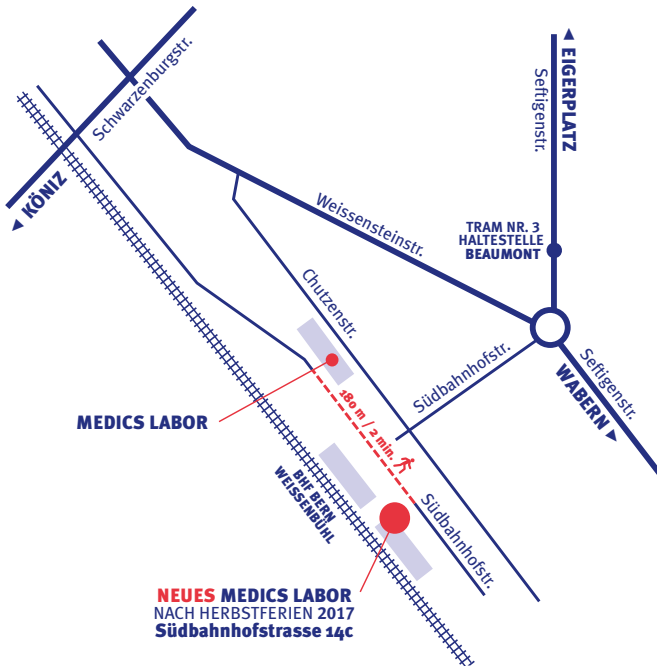 Schwarzenburgstr.
KÖNIZ
EIGERPLATZ
Seftigenstr.
Weissensteinstr.
TRAM NR. 3
HALTESTELLE
BEAUMONT
Chutzenstr.
Südbahnhofstr.
Seftigenstr.
WABERN
MEDICS LABOR
180 m / 2 min.
BHF BERN
WEISSENBÜHL
Südbahnhofstr.
NEUES MEDICS LABOR
NACH HERBSTFERIEN 2017
Südbahnhofstrasse 14c